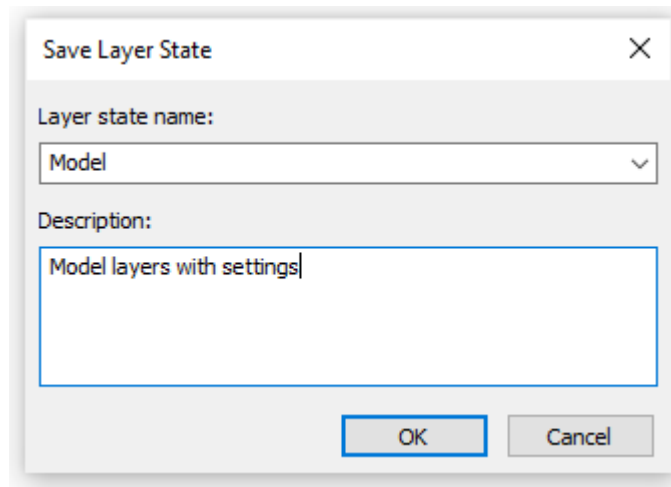 Save Layer State
Layer state name:
Model
Description:
Model layers with settings
OK
Cancel